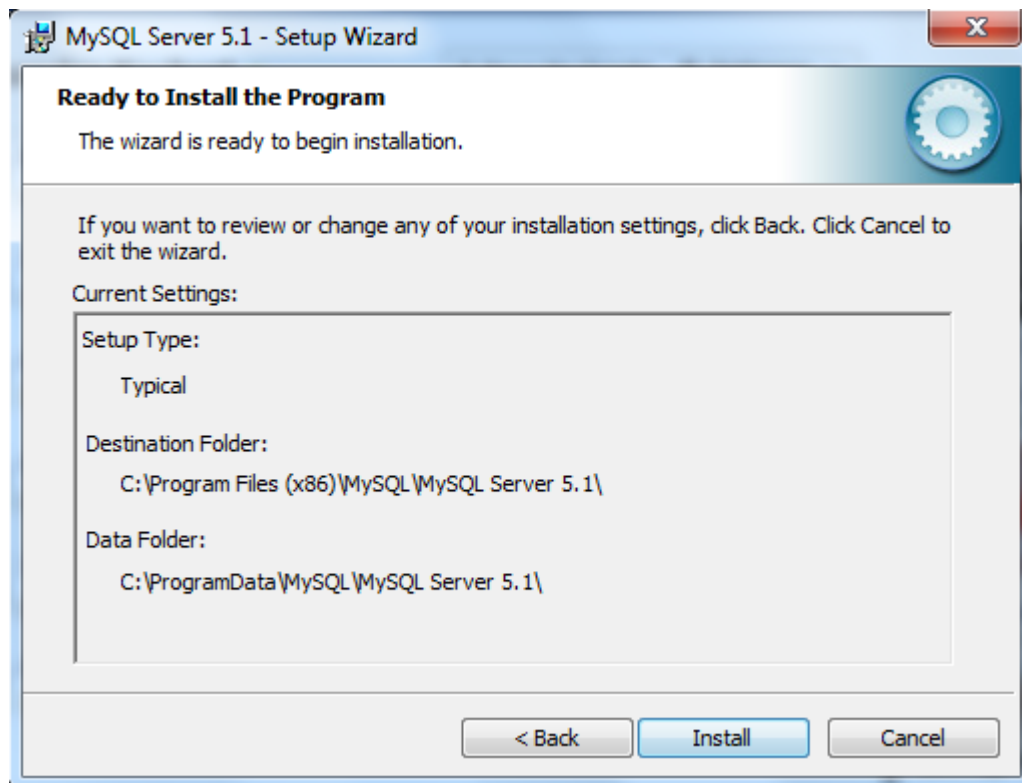 MySQL Server 5.1 - Setup Wizard
Ready to Install the Program
The wizard is ready to begin installation.
If you want to review or change any of your installation settings, click Back. Click Cancel to
exit the wizard.
Current Settings:
Setup Type:
Typical
Destination Folder:
C:\Program Files (x86)\MySQL\MySQL Server 5.1\
Data Folder:
C:\ProgramData\MySQL\MySQL Server 5.1\
< Back
Install
Cancel